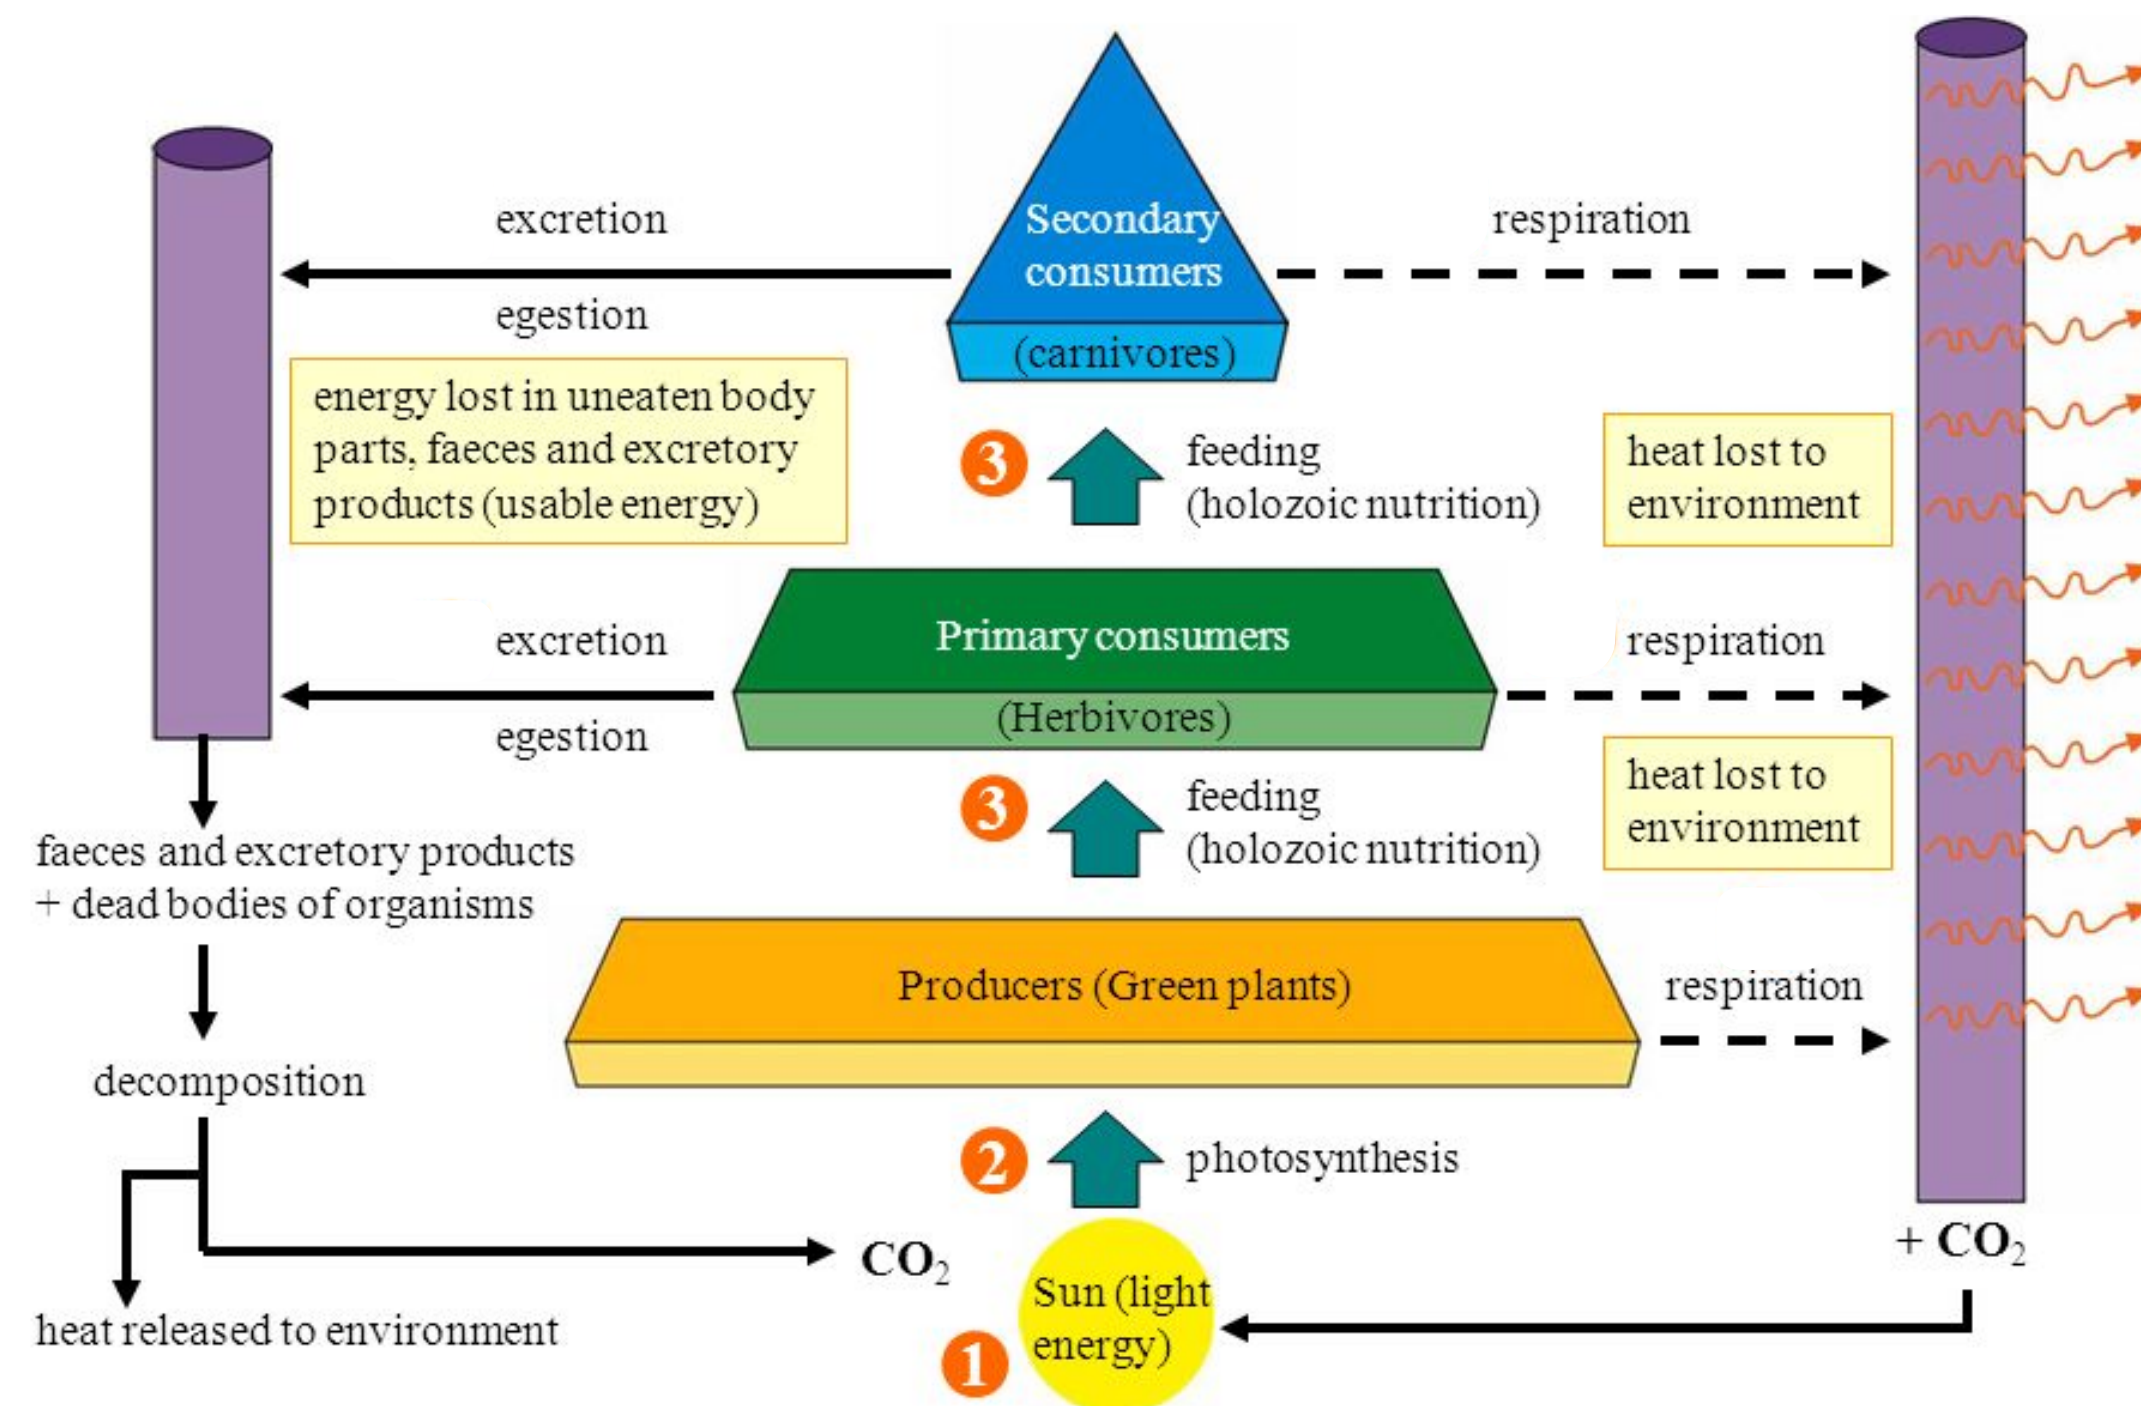 excretion
Secondary
consumers
respiration
egestion
(carnivores)
energy lost in uneaten body
parts, faeces and excretory
products (usable energy)
3
feeding
(holozoic nutrition)
heat lost to
environment
excretion
Primary consumers
respiration
egestion
(Herbivores)
3
feeding
(holozoic nutrition)
heat lost to
environment
faeces and excretory products
+ dead bodies of organisms
Producers (Green plants)
respiration
decomposition
2
photosynthesis
CO₂
+ CO₂
Sun (light
energy)
1
heat released to environment